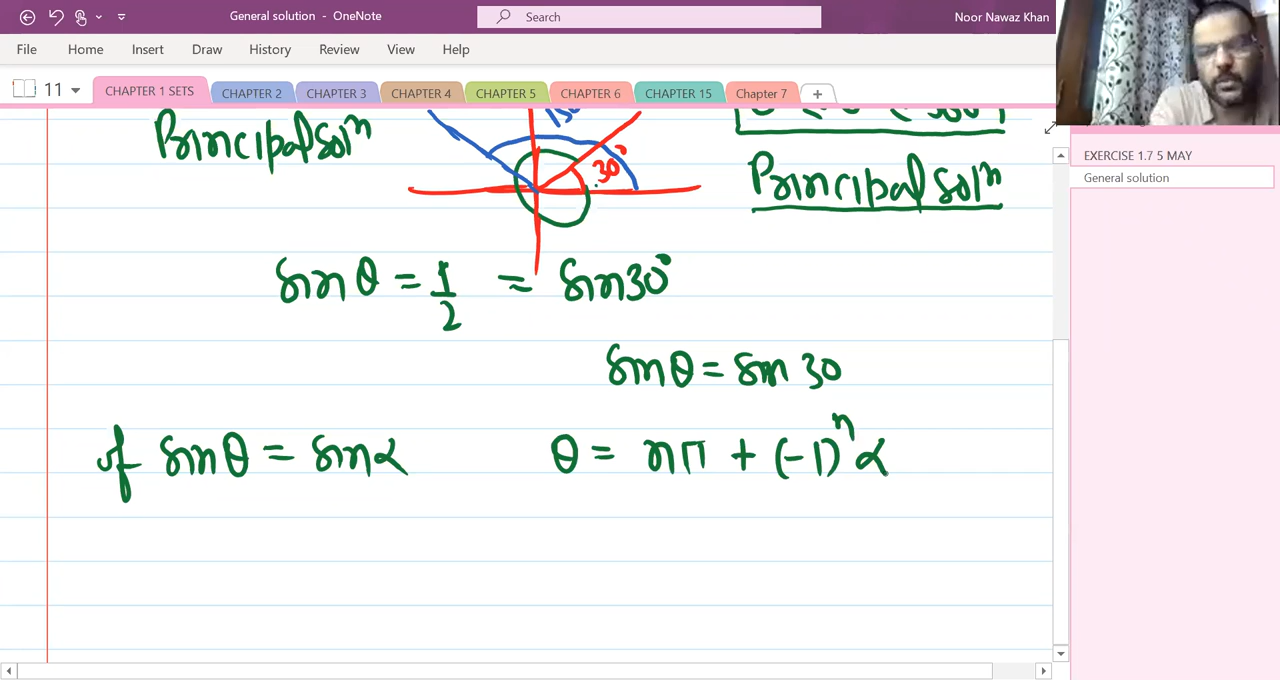 General solution - OneNote
Search
Noor Nawaz Khan
File Home Insert Draw History Review View Help
11 CHAPTER 1 SETS CHAPTER 2 CHAPTER 3 CHAPTER 4 CHAPTER 5 CHAPTER 6 CHAPTER 15 Chapter 7 +
EXERCISE 1.7 5 MAY
General solution
Principal solⁿ
30°
Principal solⁿ
sin θ = 1/2 = sin 30°
sin θ = sin 30
if sin θ = sin α θ = nπ + (-1)ⁿ α